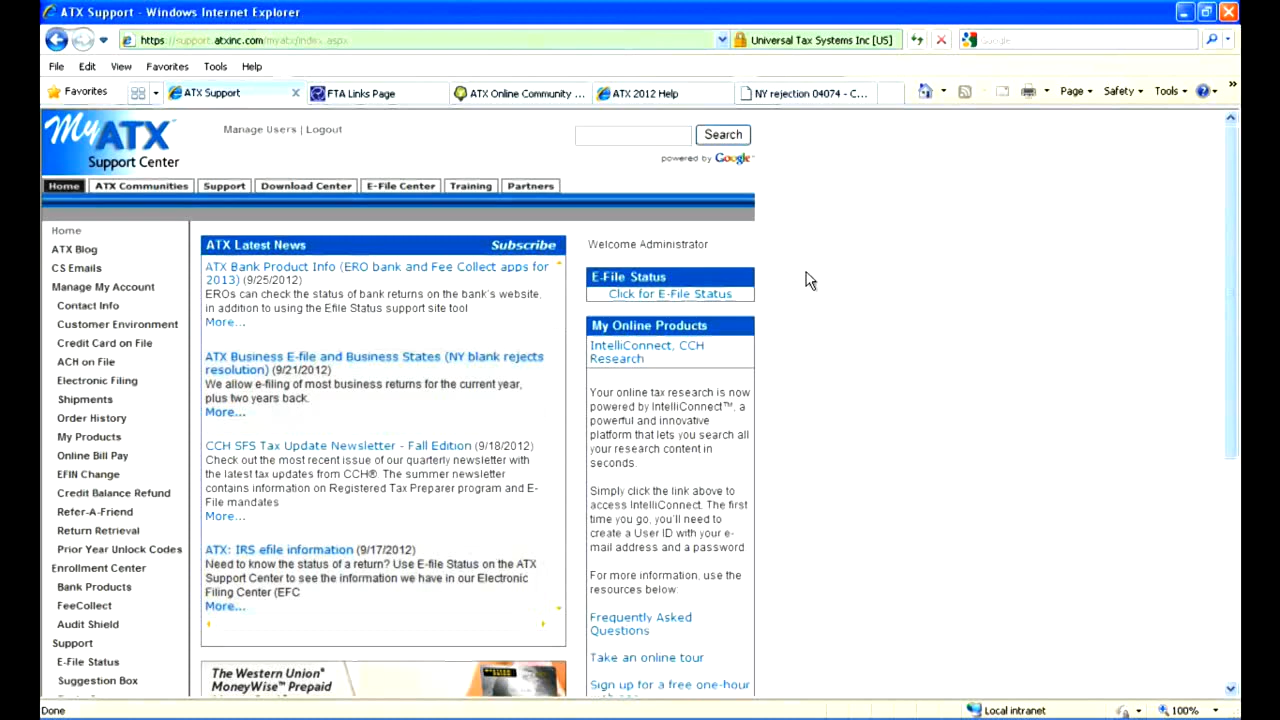 ATX Support - Windows Internet Explorer
https://support.atxinc.com/myatx/index.aspx
Universal Tax Systems Inc [US]
Google
File Edit View Favorites Tools Help
Favorites
ATX Support
FTA Links Page
ATX Online Community ...
ATX 2012 Help
NY rejection 04074 - C...
Page
Safety
Tools
My ATX
Support Center
Manage Users | Logout
Search
powered by Google
Home
ATX Communities
Support
Download Center
E-File Center
Training
Partners
Home
ATX Blog
CS Emails
Manage My Account
Contact Info
Customer Environment
Credit Card on File
ACH on File
Electronic Filing
Shipments
Order History
My Products
Online Bill Pay
EFIN Change
Credit Balance Refund
Refer-A-Friend
Return Retrieval
Prior Year Unlock Codes
Enrollment Center
Bank Products
FeeCollect
Audit Shield
Support
E-File Status
Suggestion Box
ATX Latest News Subscribe
ATX Bank Product Info (ERO bank and Fee Collect apps for
2013) (9/25/2012)
EROs can check the status of bank returns on the bank's website,
in addition to using the Efile Status support site tool
More...
ATX Business E-file and Business States (NY blank rejects
resolution) (9/21/2012)
We allow e-filing of most business returns for the current year,
plus two years back.
More...
CCH SFS Tax Update Newsletter - Fall Edition (9/18/2012)
Check out the most recent issue of our quarterly newsletter with
the latest tax updates from CCH®. The summer newsletter
contains information on Registered Tax Preparer program and E-
File mandates
More...
ATX: IRS efile information (9/17/2012)
Need to know the status of a return? Use E-file Status on the ATX
Support Center to see the information we have in our Electronic
Filing Center (EFC
More...
The Western Union®
MoneyWise™ Prepaid
Welcome Administrator
E-File Status
Click for E-File Status
My Online Products
IntelliConnect, CCH
Research
Your online tax research is now
powered by IntelliConnect™, a
powerful and innovative
platform that lets you search all
your research content in
seconds.
Simply click the link above to
access IntelliConnect. The first
time you go, you'll need to
create a User ID with your e-
mail address and a password
For more information, use the
resources below:
Frequently Asked
Questions
Take an online tour
Sign up for a free one-hour
Done
Local intranet
100%